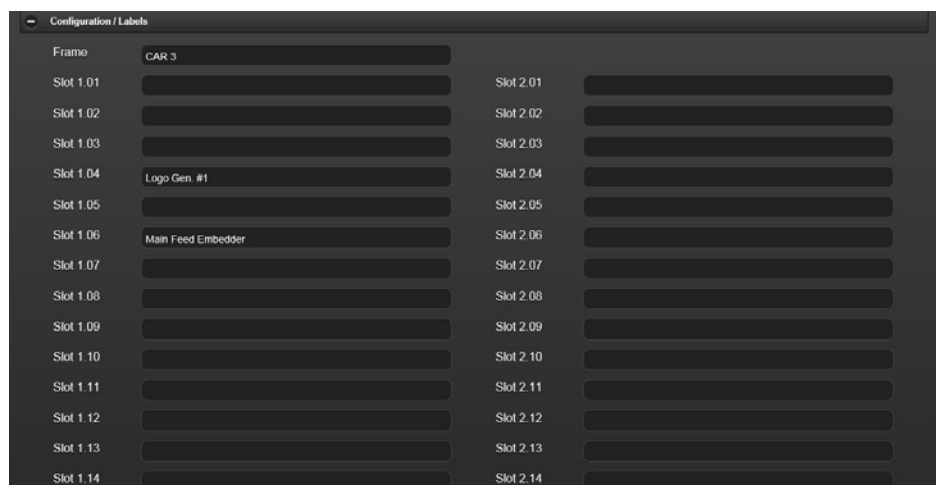 Configuration / Labels
Frame CAR 3
Slot 1.01 Slot 2.01
Slot 1.02 Slot 2.02
Slot 1.03 Slot 2.03
Slot 1.04 Logo Gen. #1 Slot 2.04
Slot 1.05 Slot 2.05
Slot 1.06 Main Feed Embedder Slot 2.06
Slot 1.07 Slot 2.07
Slot 1.08 Slot 2.08
Slot 1.09 Slot 2.09
Slot 1.10 Slot 2.10
Slot 1.11 Slot 2.11
Slot 1.12 Slot 2.12
Slot 1.13 Slot 2.13
Slot 1.14 Slot 2.14